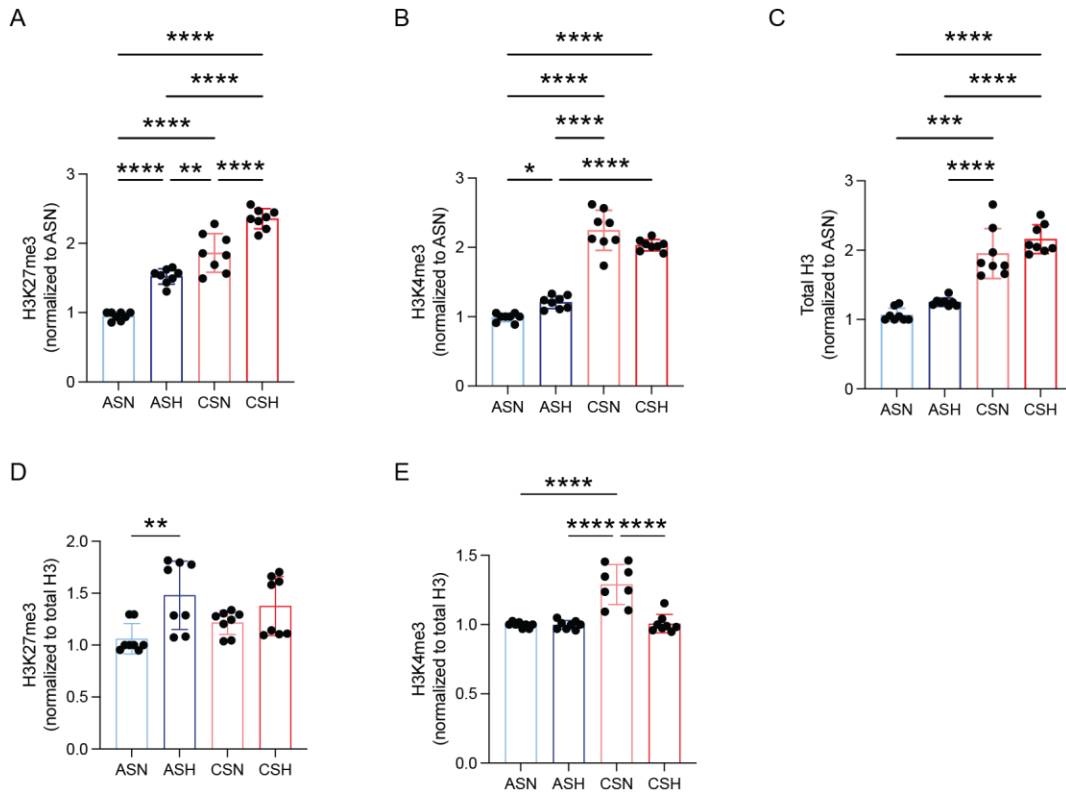 A
****
****
****
**** ** ****
3
2
1
0
H3K27me3
(normalized to ASN)
ASN ASH CSN CSH
B
****
****
****
* ****
3
2
1
0
H3K4me3
(normalized to ASN)
ASN ASH CSN CSH
C
****
****
***
****
3
2
1
0
Total H3
(normalized to ASN)
ASN ASH CSN CSH
D
**
2.0
1.5
1.0
0.5
0.0
H3K27me3
(normalized to total H3)
ASN ASH CSN CSH
E
****
**** ****
1.5
1.0
0.5
0.0
H3K4me3
(normalized to total H3)
ASN ASH CSN CSH